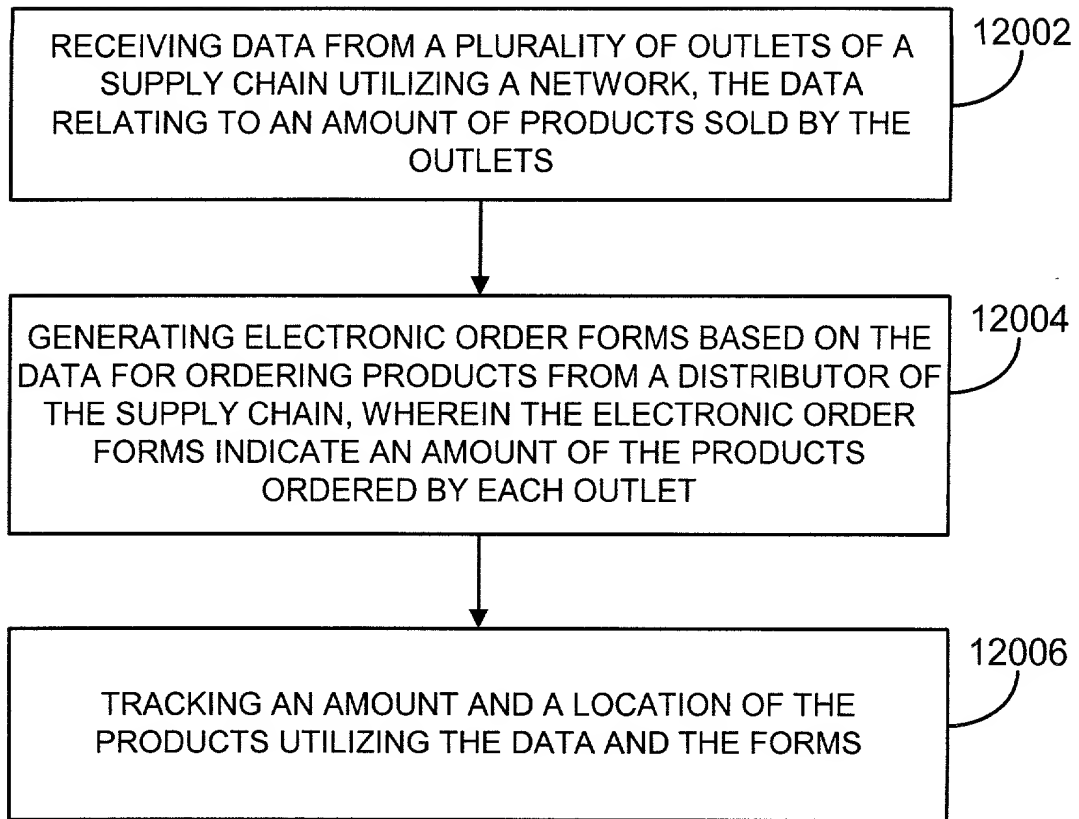 RECEIVING DATA FROM A PLURALITY OF OUTLETS OF A
SUPPLY CHAIN UTILIZING A NETWORK, THE DATA
RELATING TO AN AMOUNT OF PRODUCTS SOLD BY THE
OUTLETS
12002
GENERATING ELECTRONIC ORDER FORMS BASED ON THE
DATA FOR ORDERING PRODUCTS FROM A DISTRIBUTOR OF
THE SUPPLY CHAIN, WHEREIN THE ELECTRONIC ORDER
FORMS INDICATE AN AMOUNT OF THE PRODUCTS
ORDERED BY EACH OUTLET
12004
TRACKING AN AMOUNT AND A LOCATION OF THE
PRODUCTS UTILIZING THE DATA AND THE FORMS
12006